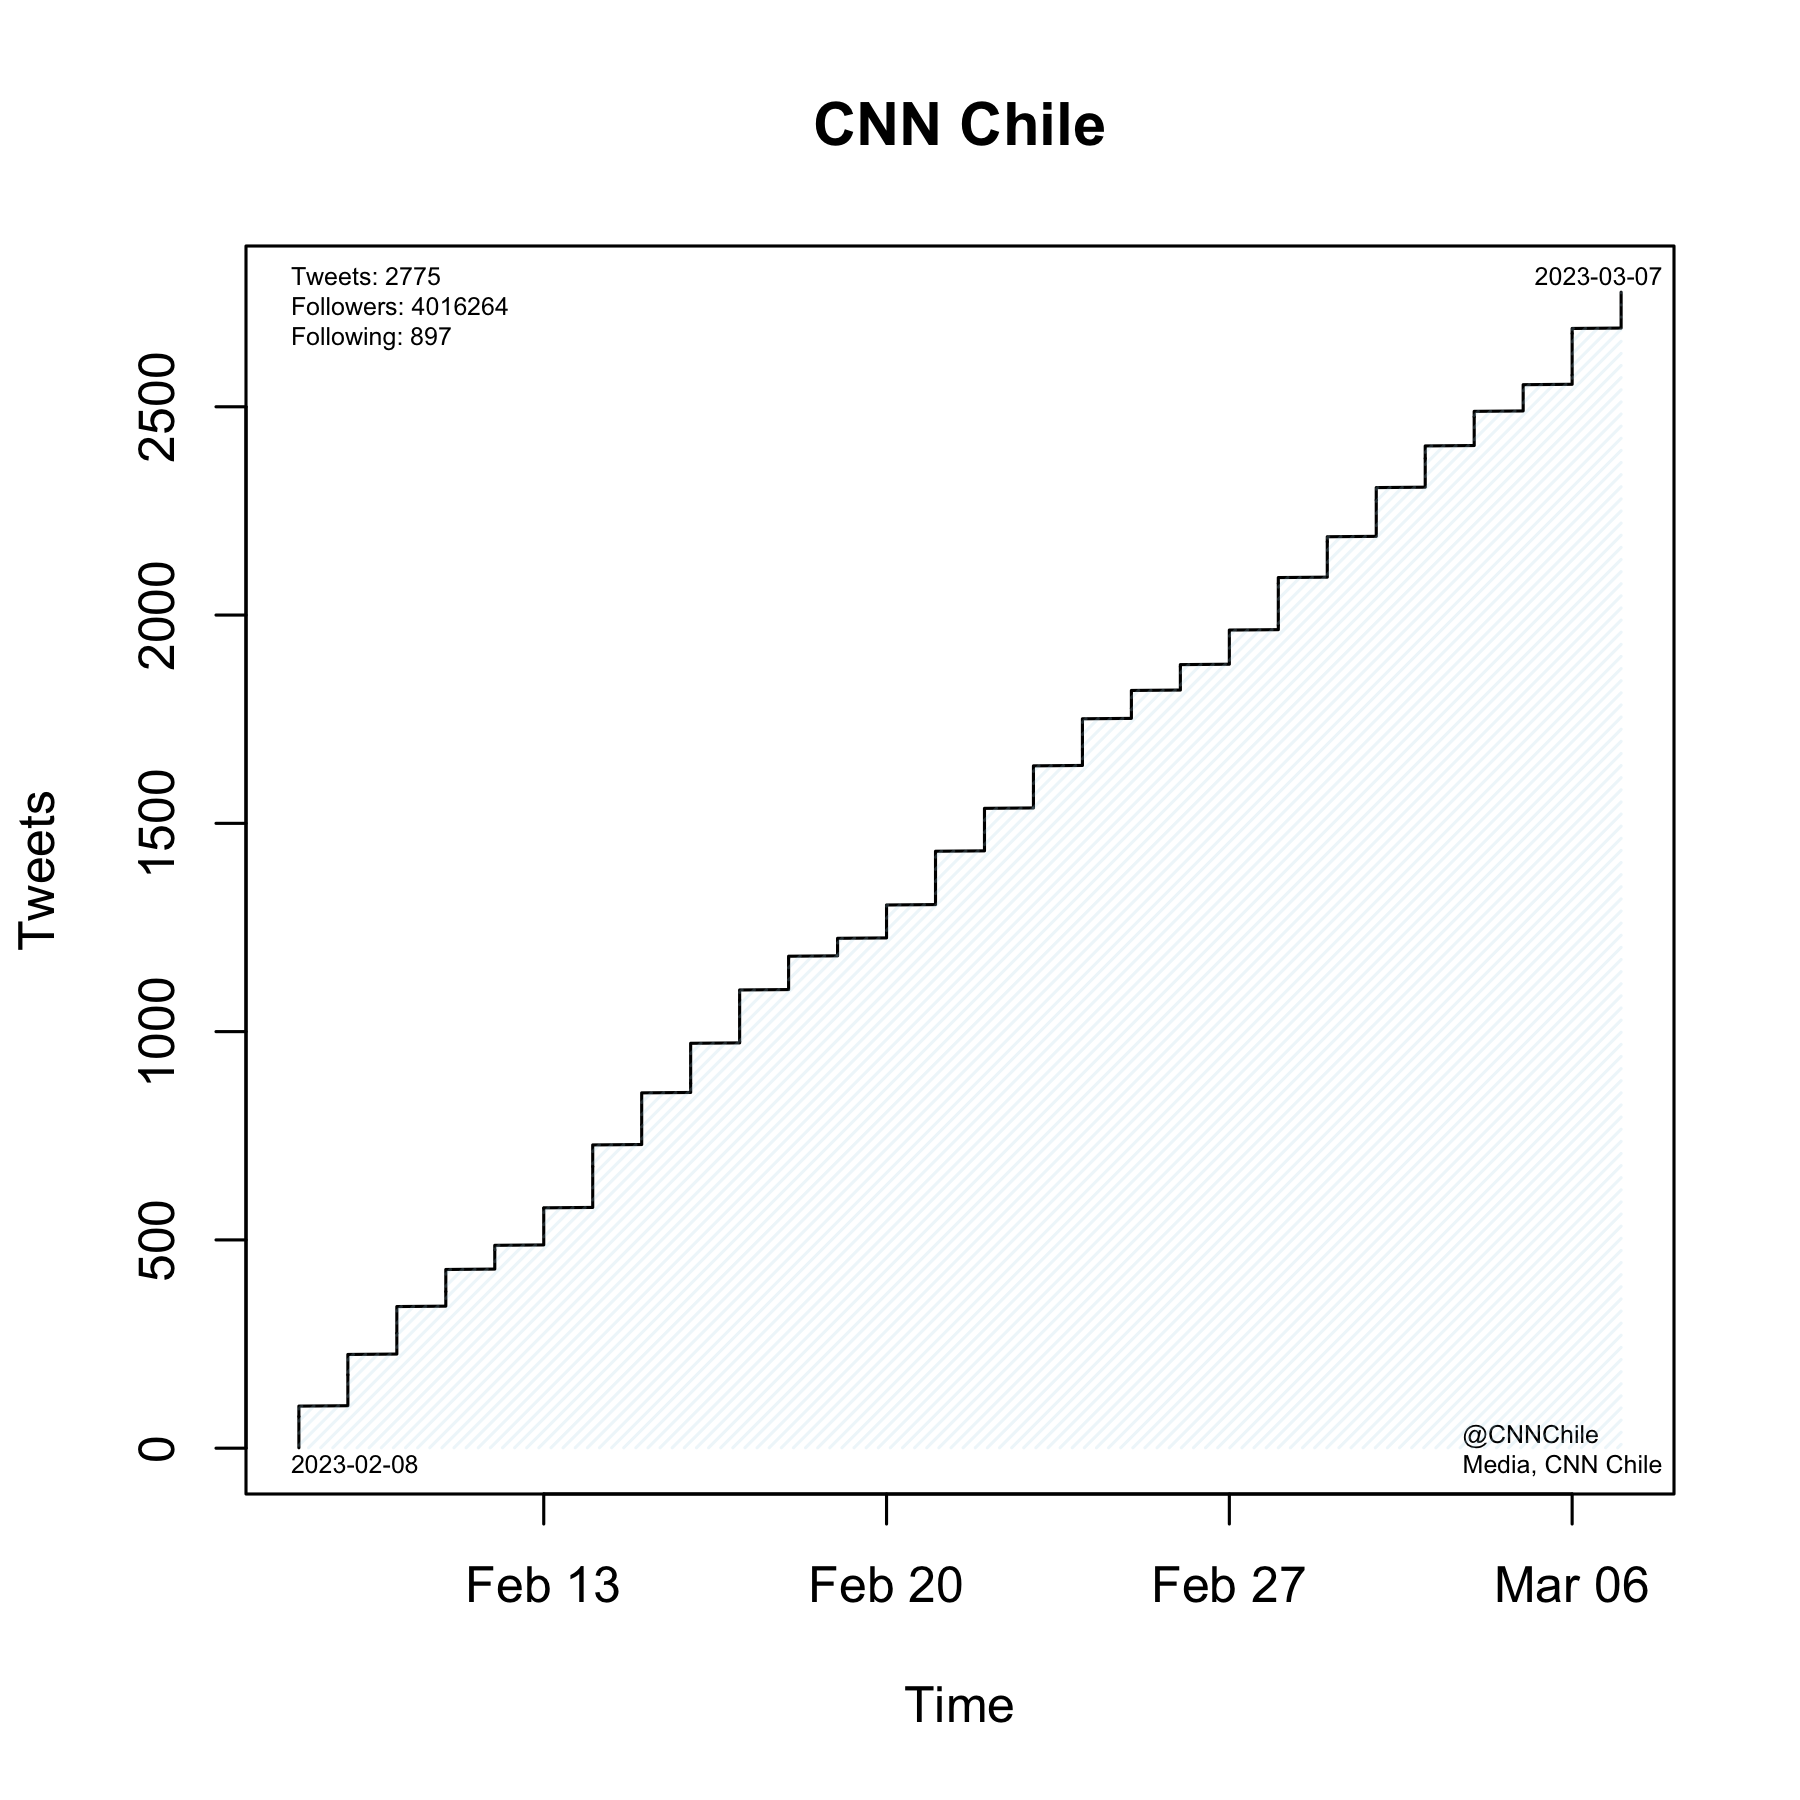 CNN Chile
Tweets: 2775
Followers: 4016264
Following: 897
2023-03-07
2500
2000
1500
1000
500
0
Tweets
2023-02-08
@CNNChile
Media, CNN Chile
Feb 13
Feb 20
Feb 27
Mar 06
Time